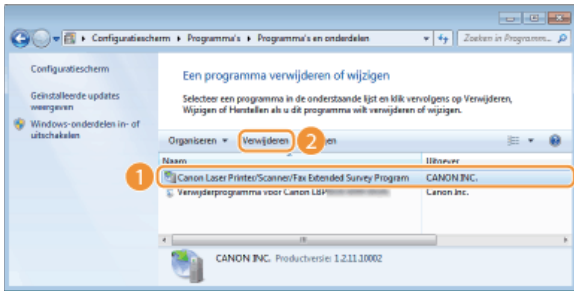 Configuratiescherm ▸ Programma's ▸ Programma's en onderdelen
Zoeken in Programm...
Configuratiescherm
Geïnstalleerde updates
weergeven
Windows-onderdelen in- of
uitschakelen
Een programma verwijderen of wijzigen
Selecteer een programma in de onderstaande lijst en klik vervolgens op Verwijderen,
Wijzigen of Herstellen als u dit programma wilt verwijderen of wijzigen.
Organiseren Verwijderen 2
Naam Uitgever
1 Canon Laser Printer/Scanner/Fax Extended Survey Program CANON INC.
Verwijderprogramma voor Canon LBP Canon Inc.
CANON INC. Productversie: 1.2.11.10002